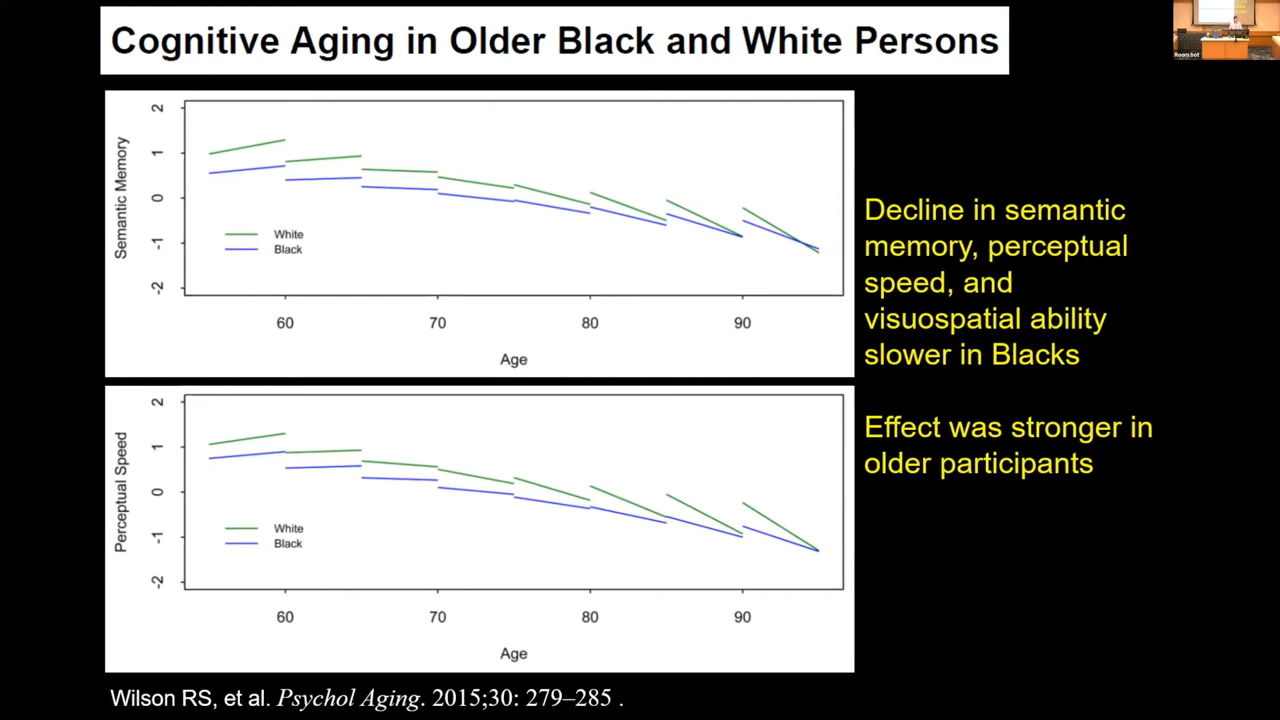 Cognitive Aging in Older Black and White Persons
Room bot
Semantic Memory
2
1
0
-1
-2
White
Black
60
70
80
90
Age
Decline in semantic
memory, perceptual
speed, and
visuospatial ability
slower in Blacks
Effect was stronger in
older participants
Perceptual Speed
2
1
0
-1
-2
White
Black
60
70
80
90
Age
Wilson RS, et al. Psychol Aging. 2015;30: 279–285 .